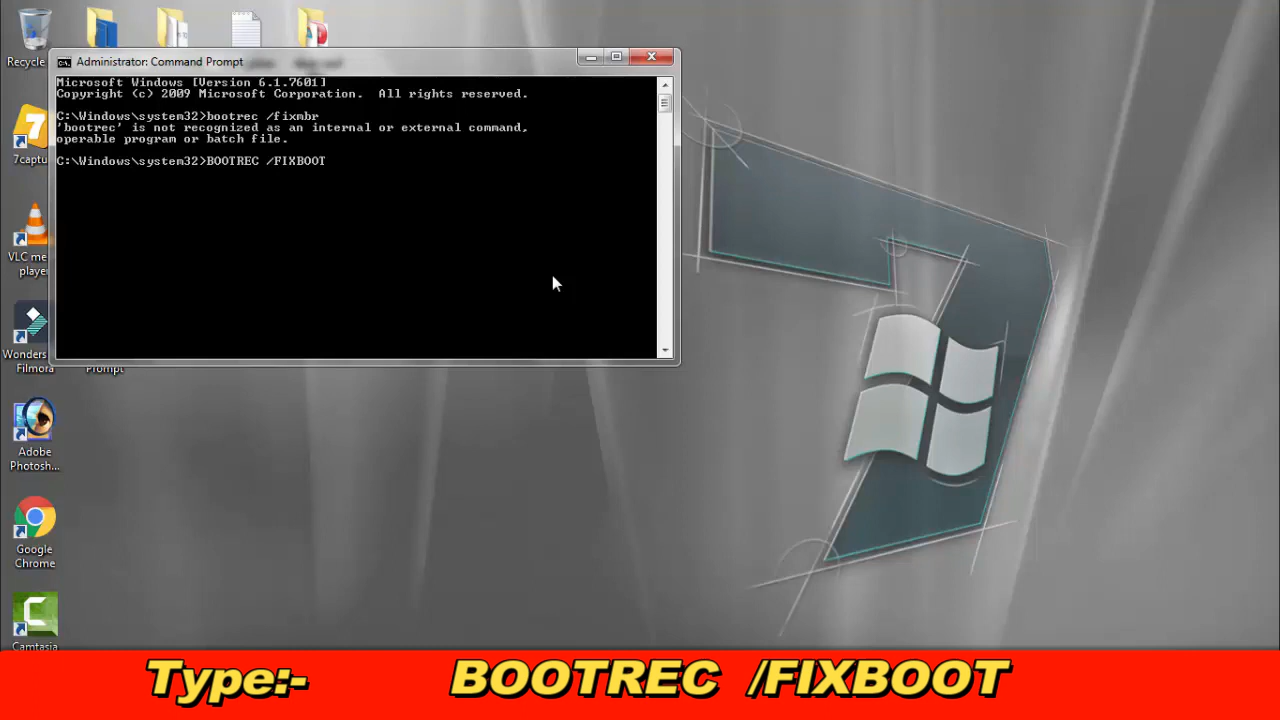 Administrator: Command Prompt
Microsoft Windows [Version 6.1.7601]
Copyright (c) 2009 Microsoft Corporation. All rights reserved.
C:\Windows\system32>bootrec /fixmbr
'bootrec' is not recognized as an internal or external command,
operable program or batch file.
C:\Windows\system32>BOOTREC /FIXBOOT
Recycle
7captu
VLC me
player
Wonders
Filmora
Prompt
Adobe
Photosh...
Google
Chrome
Camtasia
Type:- BOOTREC /FIXBOOT